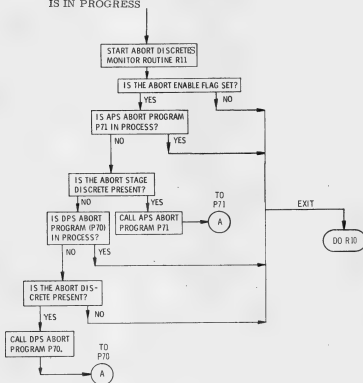 IS IN PROGRESS
START ABORT DISCRETES
MONITOR ROUTINE R11
IS THE ABORT ENABLE FLAG SET?
YES
NO
IS APS ABORT PROGRAM
P71 IN PROCESS?
NO
YES
IS THE ABORT STAGE
DISCRETE PRESENT?
NO
YES
TO
P71
IS DPS ABORT
PROGRAM (P70)
IN PROCESS?
CALL APS ABORT
PROGRAM P71
A
EXIT
DO R10
NO
YES
IS THE ABORT DIS-
CRETE PRESENT?
YES
NO
CALL DPS ABORT
PROGRAM P70.
TO
P70
A